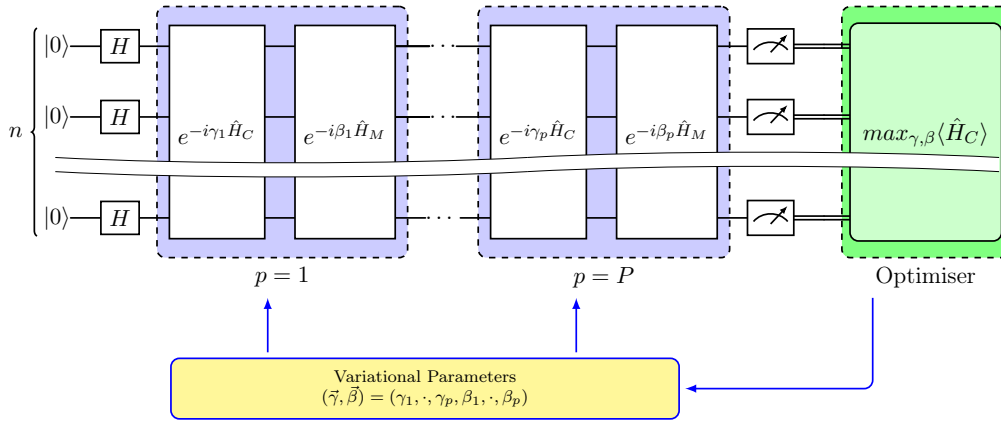 |0⟩ H
n |0⟩ H e^{-iγ_1 Ĥ_C} e^{-iβ_1 Ĥ_M} ··· e^{-iγ_p Ĥ_C} e^{-iβ_p Ĥ_M} max_{γ,β}⟨Ĥ_C⟩
|0⟩ H
p = 1 p = P Optimiser
Variational Parameters
(γ⃗, β⃗) = (γ_1, ·, γ_p, β_1, ·, β_p)